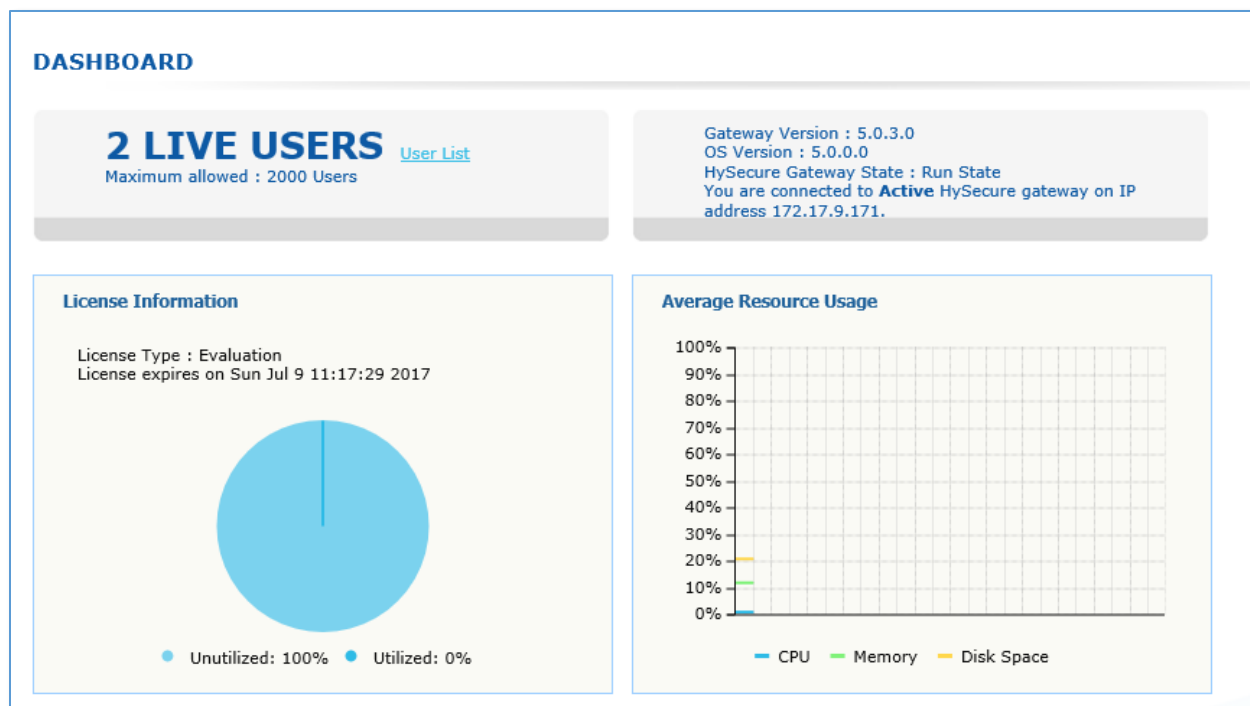 DASHBOARD
2 LIVE USERS User List
Maximum allowed : 2000 Users
Gateway Version : 5.0.3.0
OS Version : 5.0.0.0
HySecure Gateway State : Run State
You are connected to Active HySecure gateway on IP
address 172.17.9.171.
License Information
License Type : Evaluation
License expires on Sun Jul 9 11:17:29 2017
Unutilized: 100% Utilized: 0%
Average Resource Usage
100%
90%
80%
70%
60%
50%
40%
30%
20%
10%
0%
CPU Memory Disk Space